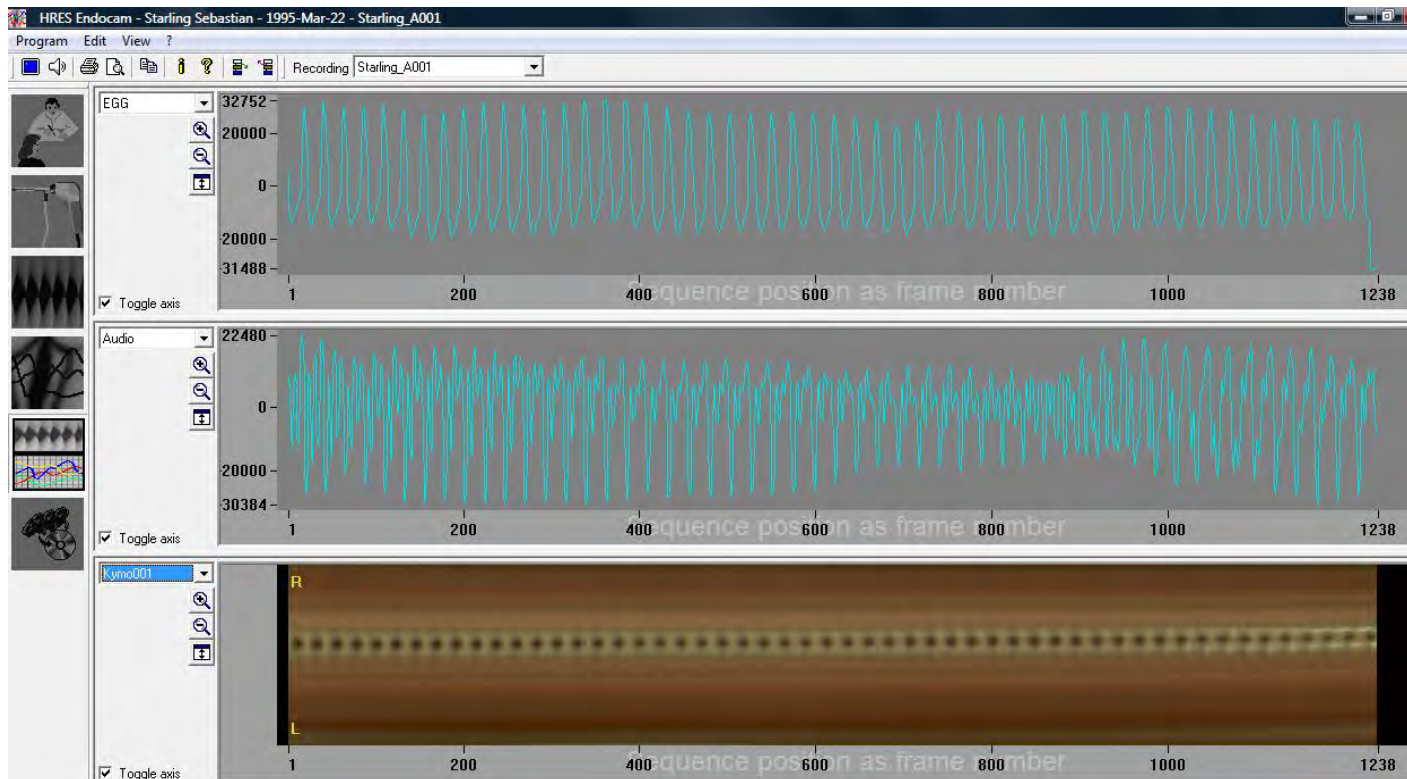 HRES Endocam - Starling Sebastian - 1995-Mar-22 - Starling_A001
Program Edit View ?
Recording Starling_A001
EGG
32752
20000
0
20000
31488
Toggle axis
1 200 400 600 800 1000 1238
Sequence position as frame number
Audio
22480
0
20000
30384
Toggle axis
1 200 400 600 800 1000 1238
Sequence position as frame number
Kymo001
R
L
Toggle axis
1 200 400 600 800 1000 1238
Sequence position as frame number